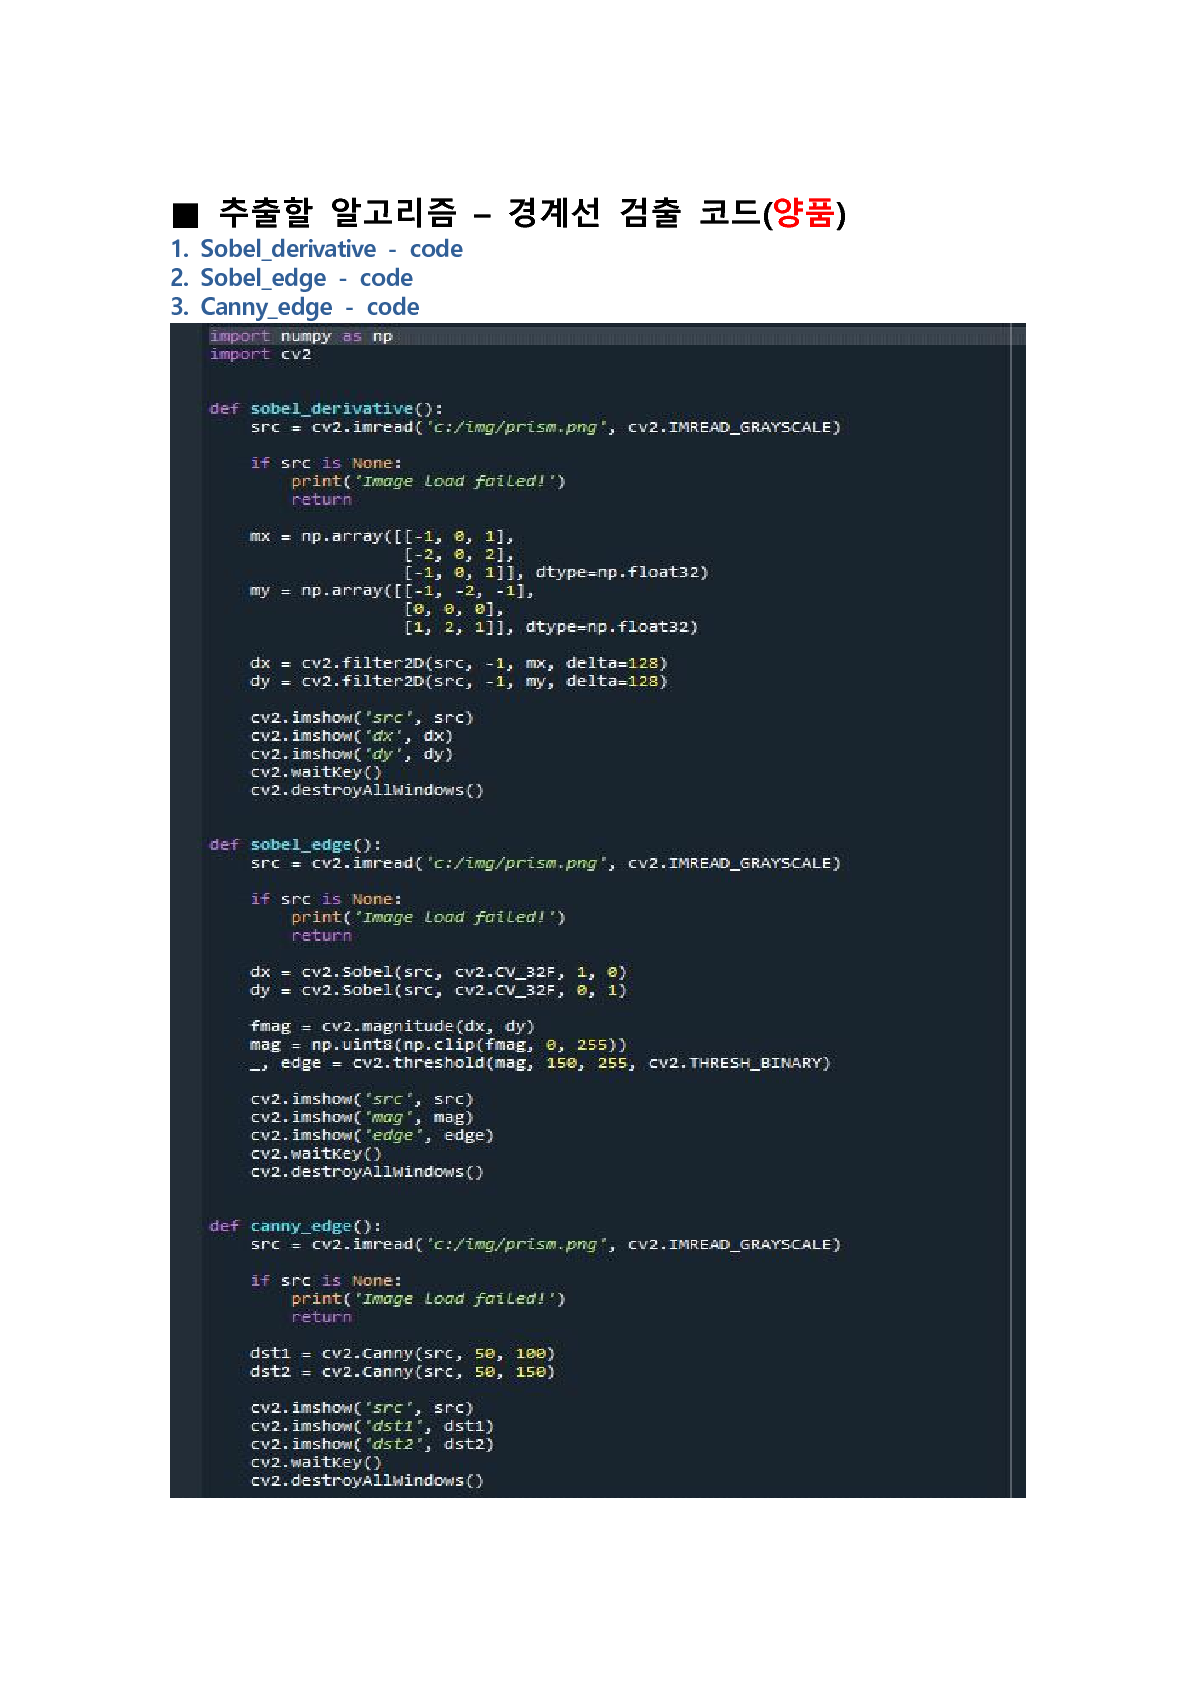 ■ 추출할 알고리즘 – 경계선 검출 코드(양품)
1. Sobel_derivative - code
2. Sobel_edge - code
3. Canny_edge - code
import numpy as np
import cv2
def sobel_derivative():
    src = cv2.imread('c:/img/prism.png', cv2.IMREAD_GRAYSCALE)
    if src is None:
        print('Image load failed!')
        return
    mx = np.array([[-1, 0, 1],
                   [-2, 0, 2],
                   [-1, 0, 1]], dtype=np.float32)
    my = np.array([[-1, -2, -1],
                   [0, 0, 0],
                   [1, 2, 1]], dtype=np.float32)
    dx = cv2.filter2D(src, -1, mx, delta=128)
    dy = cv2.filter2D(src, -1, my, delta=128)
    cv2.imshow('src', src)
    cv2.imshow('dx', dx)
    cv2.imshow('dy', dy)
    cv2.waitKey()
    cv2.destroyAllWindows()
def sobel_edge():
    src = cv2.imread('c:/img/prism.png', cv2.IMREAD_GRAYSCALE)
    if src is None:
        print('Image load failed!')
        return
    dx = cv2.Sobel(src, cv2.CV_32F, 1, 0)
    dy = cv2.Sobel(src, cv2.CV_32F, 0, 1)
    fmag = cv2.magnitude(dx, dy)
    mag = np.uint8(np.clip(fmag, 0, 255))
    _, edge = cv2.threshold(mag, 150, 255, cv2.THRESH_BINARY)
    cv2.imshow('src', src)
    cv2.imshow('mag', mag)
    cv2.imshow('edge', edge)
    cv2.waitKey()
    cv2.destroyAllWindows()
def canny_edge():
    src = cv2.imread('c:/img/prism.png', cv2.IMREAD_GRAYSCALE)
    if src is None:
        print('Image load failed!')
        return
    dst1 = cv2.Canny(src, 50, 100)
    dst2 = cv2.Canny(src, 50, 150)
    cv2.imshow('src', src)
    cv2.imshow('dst1', dst1)
    cv2.imshow('dst2', dst2)
    cv2.waitKey()
    cv2.destroyAllWindows()